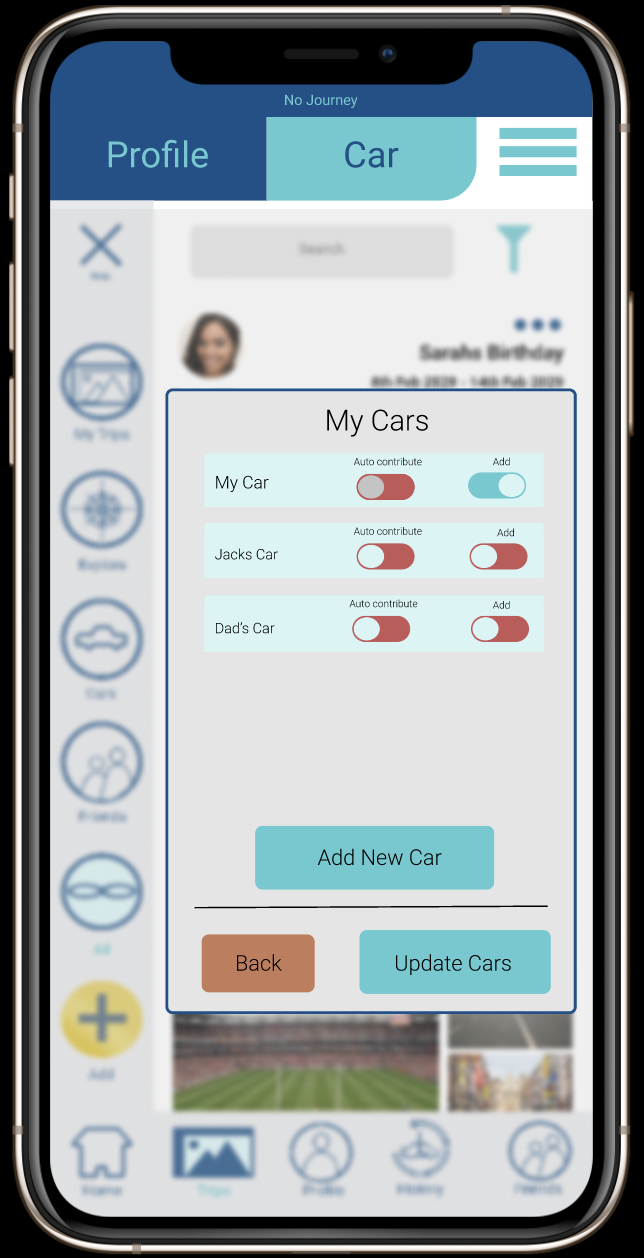 No Journey
Profile
Car
Search
Hide
Sarahs Birthday
My Trips
8th Feb 2020 - 14th Feb 2020
My Cars
Auto contribute
Add
My Car
Auto contribute
Add
Jacks Car
Auto contribute
Add
Dad's Car
Explore
Cars
Friends
All
Add
Add New Car
Back
Update Cars
Home
Trips
Profile
History
Friends